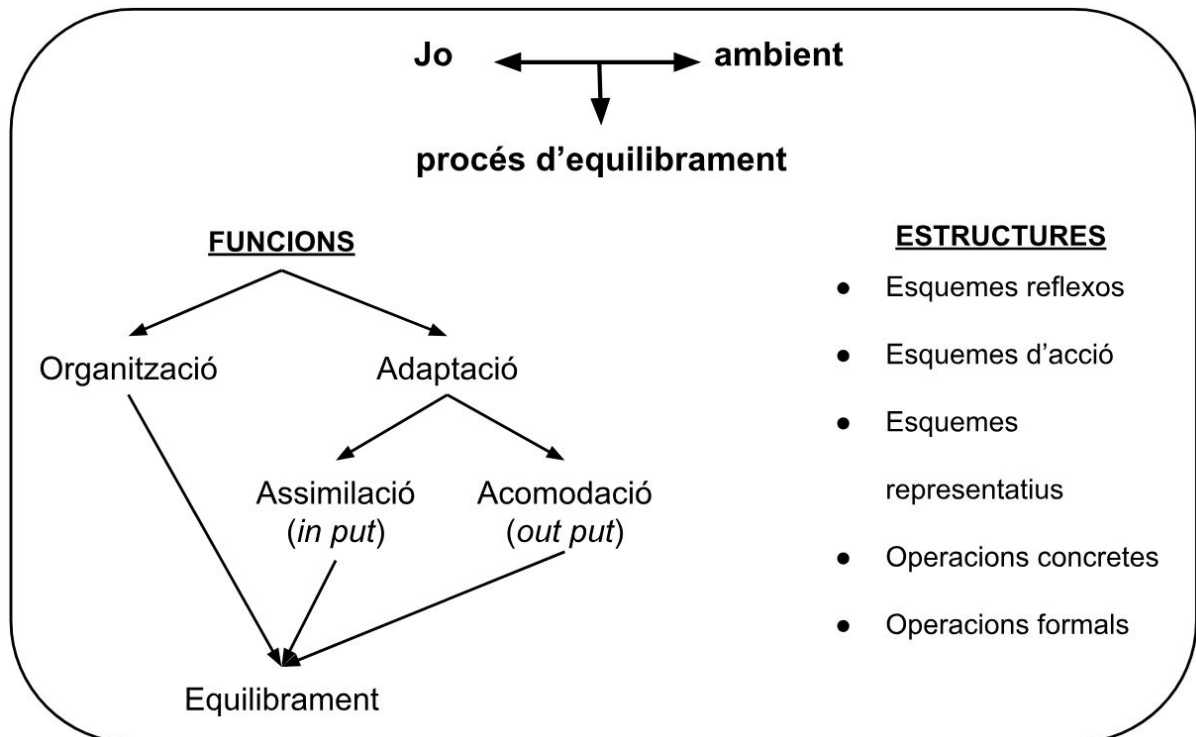 Jo ambient
procés d’equilibrament
FUNCIONS
Organització Adaptació
Assimilació Acomodació
(in put) (out put)
Equilibrament
ESTRUCTURES
● Esquemes reflexos
● Esquemes d’acció
● Esquemes
representatius
● Operacions concretes
● Operacions formals